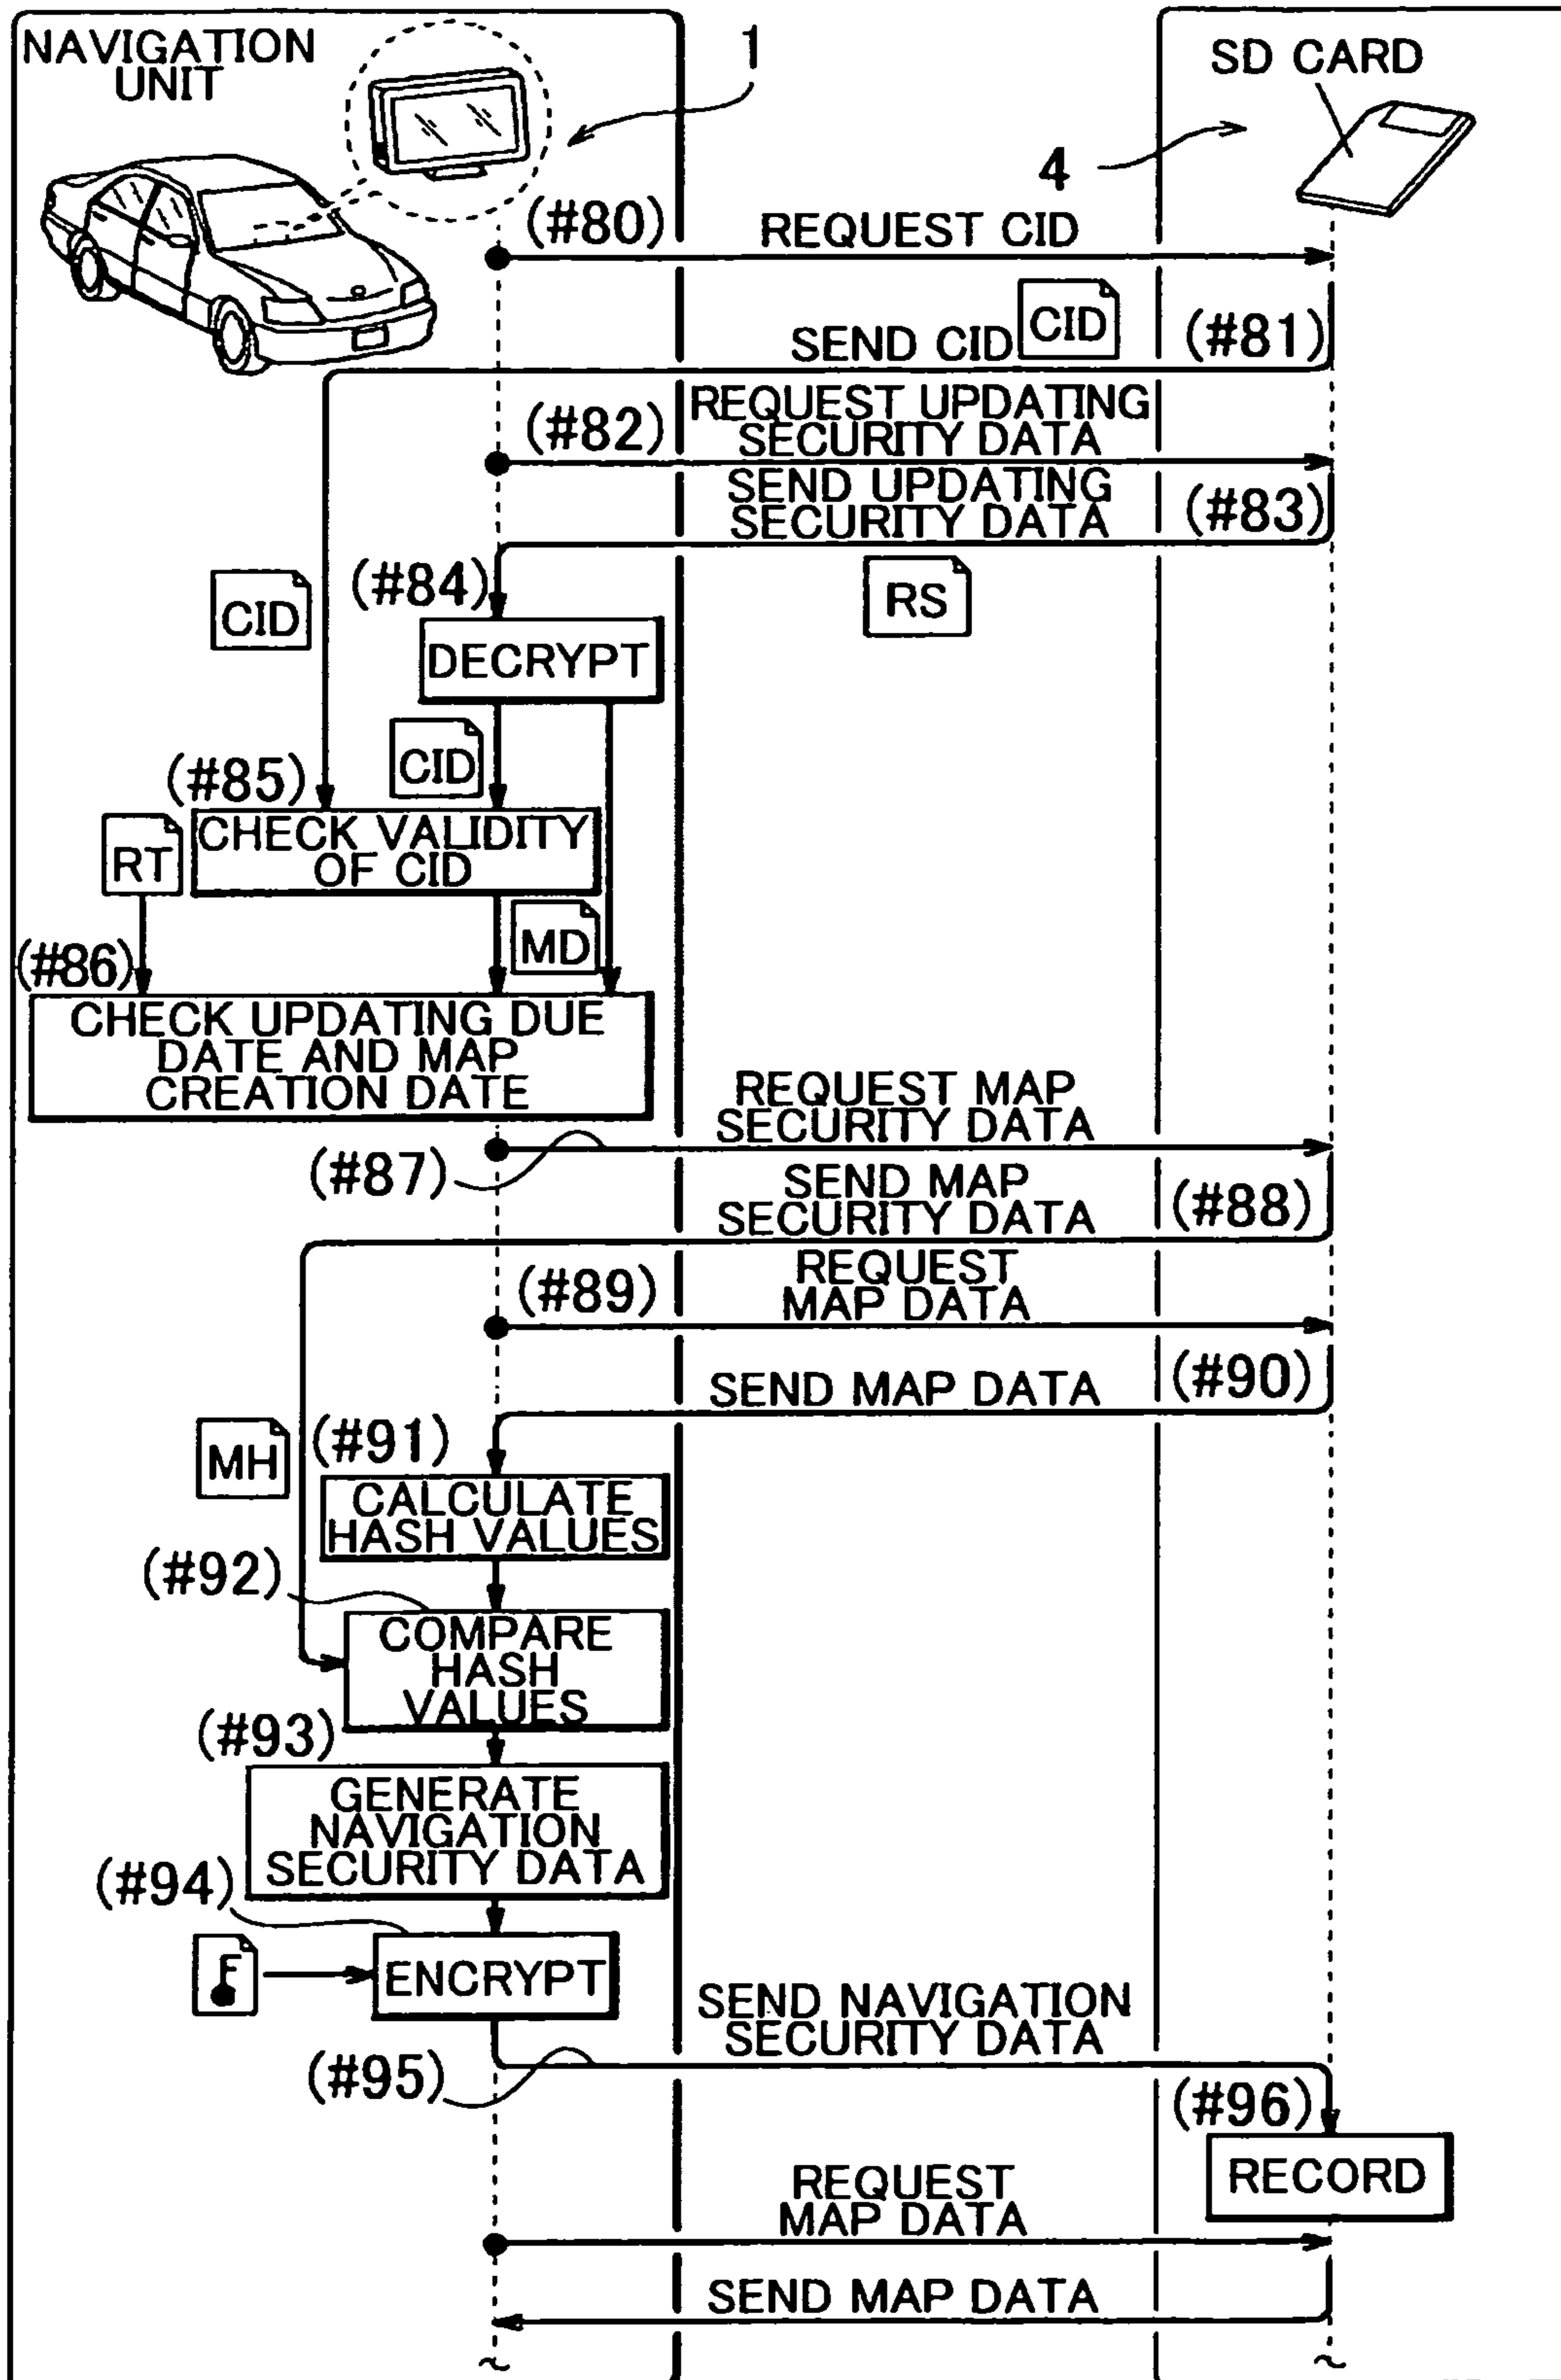 NAVIGATION
UNIT
1
SD CARD
4
(#80)
REQUEST CID
SEND CID
CID
(#81)
(#82)
REQUEST UPDATING
SECURITY DATA
SEND UPDATING
SECURITY DATA
(#83)
CID
(#84)
RS
DECRYPT
CID
(#85)
CHECK VALIDITY
OF CID
RT
MD
(#86)
CHECK UPDATING DUE
DATE AND MAP
CREATION DATE
REQUEST MAP
SECURITY DATA
(#87)
SEND MAP
SECURITY DATA
(#88)
(#89)
REQUEST
MAP DATA
SEND MAP DATA
(#90)
MH
(#91)
CALCULATE
HASH VALUES
(#92)
COMPARE
HASH
VALUES
(#93)
GENERATE
NAVIGATION
SECURITY DATA
(#94)
ENCRYPT
SEND NAVIGATION
SECURITY DATA
(#95)
(#96)
RECORD
REQUEST
MAP DATA
SEND MAP DATA